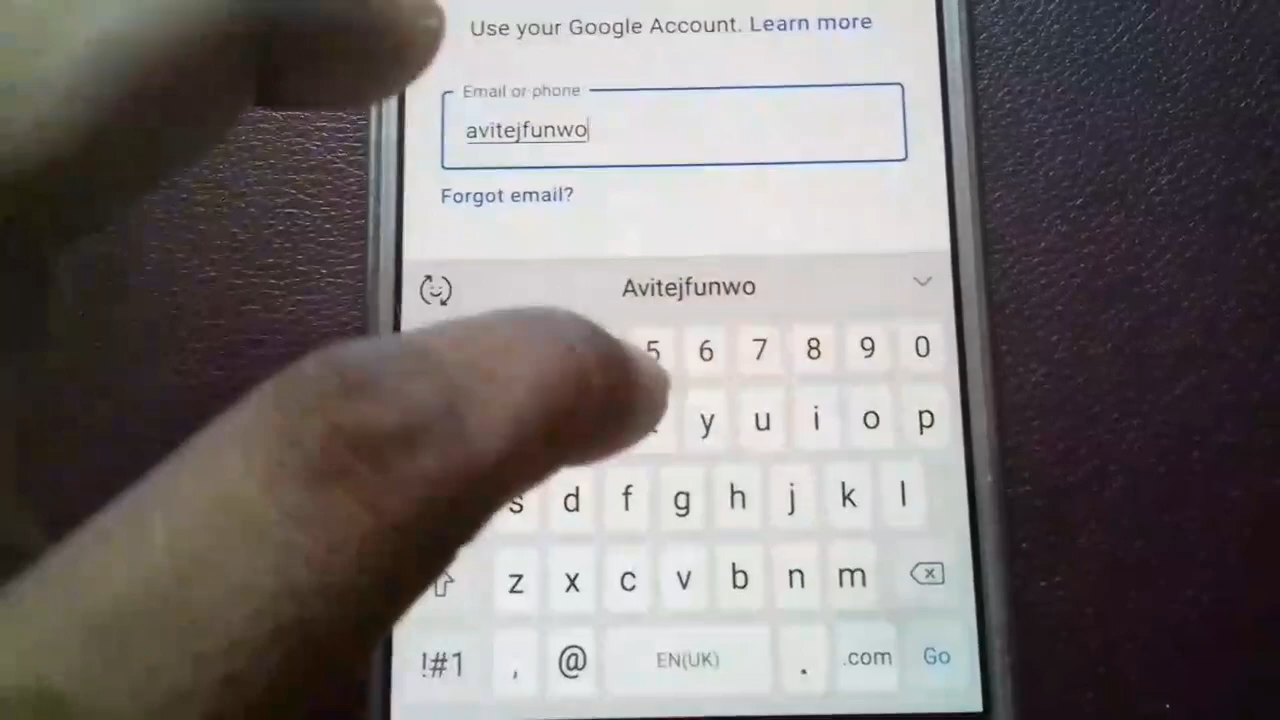 Use your Google Account. Learn more
Email or phone
avitejfunwo
Forgot email?
Avitejfunwo
5 6 7 8 9 0
y u i o p
s d f g h j k l
z x c v b n m
!#1 , @ EN(UK) . .com Go